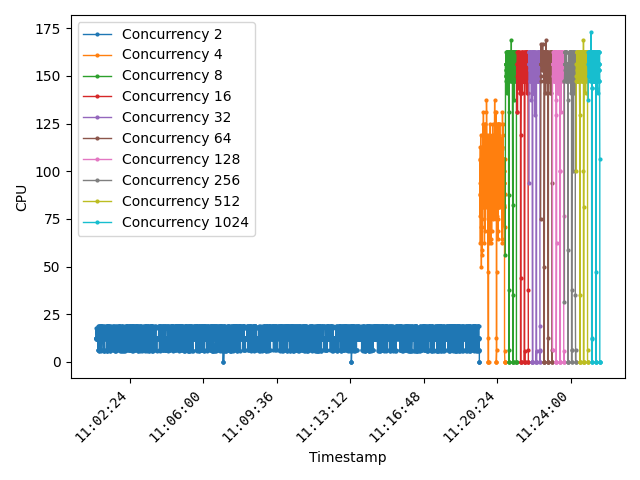 175
150
125
100
75
50
25
0
CPU
Concurrency 2
Concurrency 4
Concurrency 8
Concurrency 16
Concurrency 32
Concurrency 64
Concurrency 128
Concurrency 256
Concurrency 512
Concurrency 1024
11:02:24
11:06:00
11:09:36
11:13:12
11:16:48
11:20:24
11:24:00
Timestamp